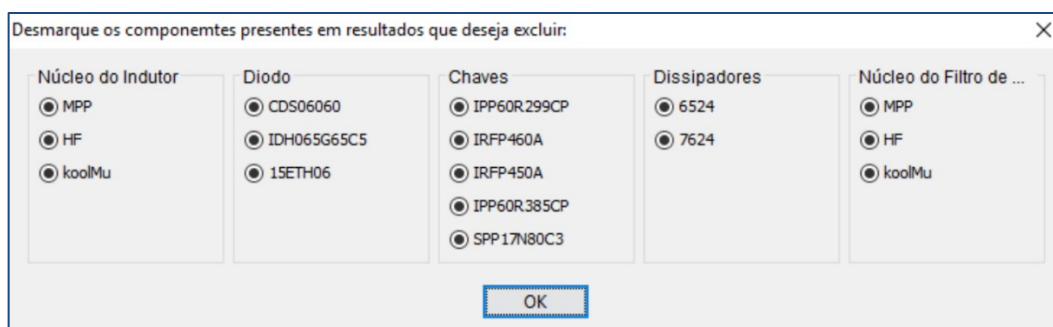 Desmarque os componemtes presentes em resultados que deseja excluir:
Núcleo do Indutor
MPP
HF
koolMu
Diodo
CDS06060
IDH065G65C5
15ETH06
Chaves
IPP60R299CP
IRFP460A
IRFP450A
IPP60R385CP
SPP17N80C3
Dissipadores
6524
7624
Núcleo do Filtro de ...
MPP
HF
koolMu
OK